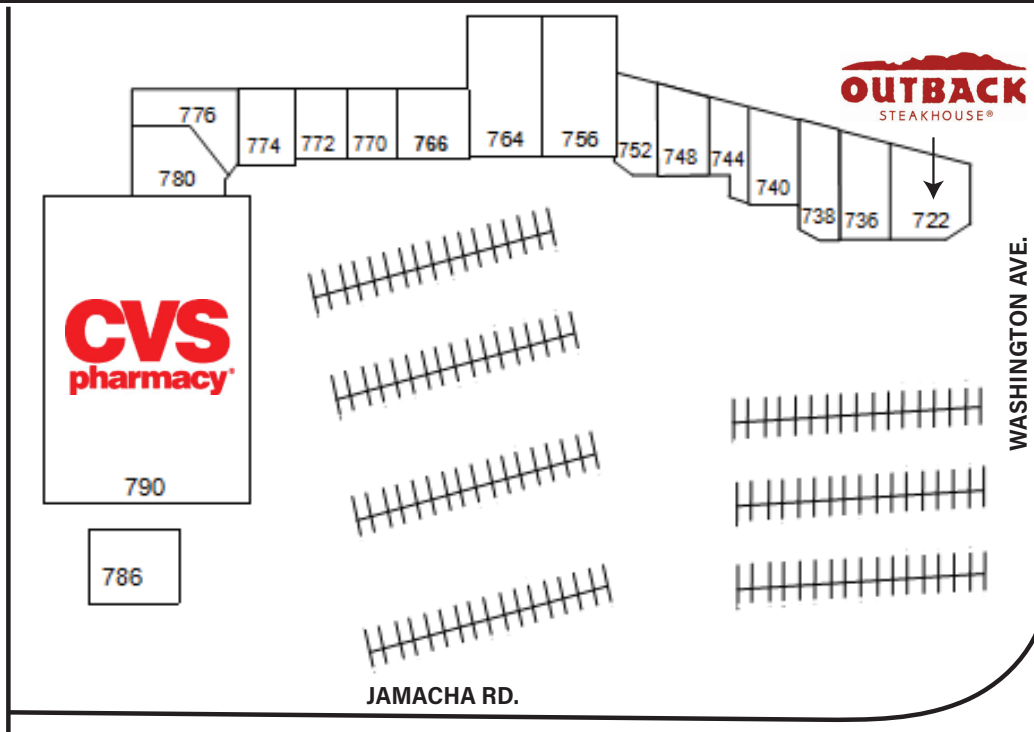 OUTBACK
STEAKHOUSE®
776
774
772
770
766
764
756
752
748
744
740
738
736
722
780
CVS
pharmacy®
790
786
WASHINGTON AVE.
JAMACHA RD.